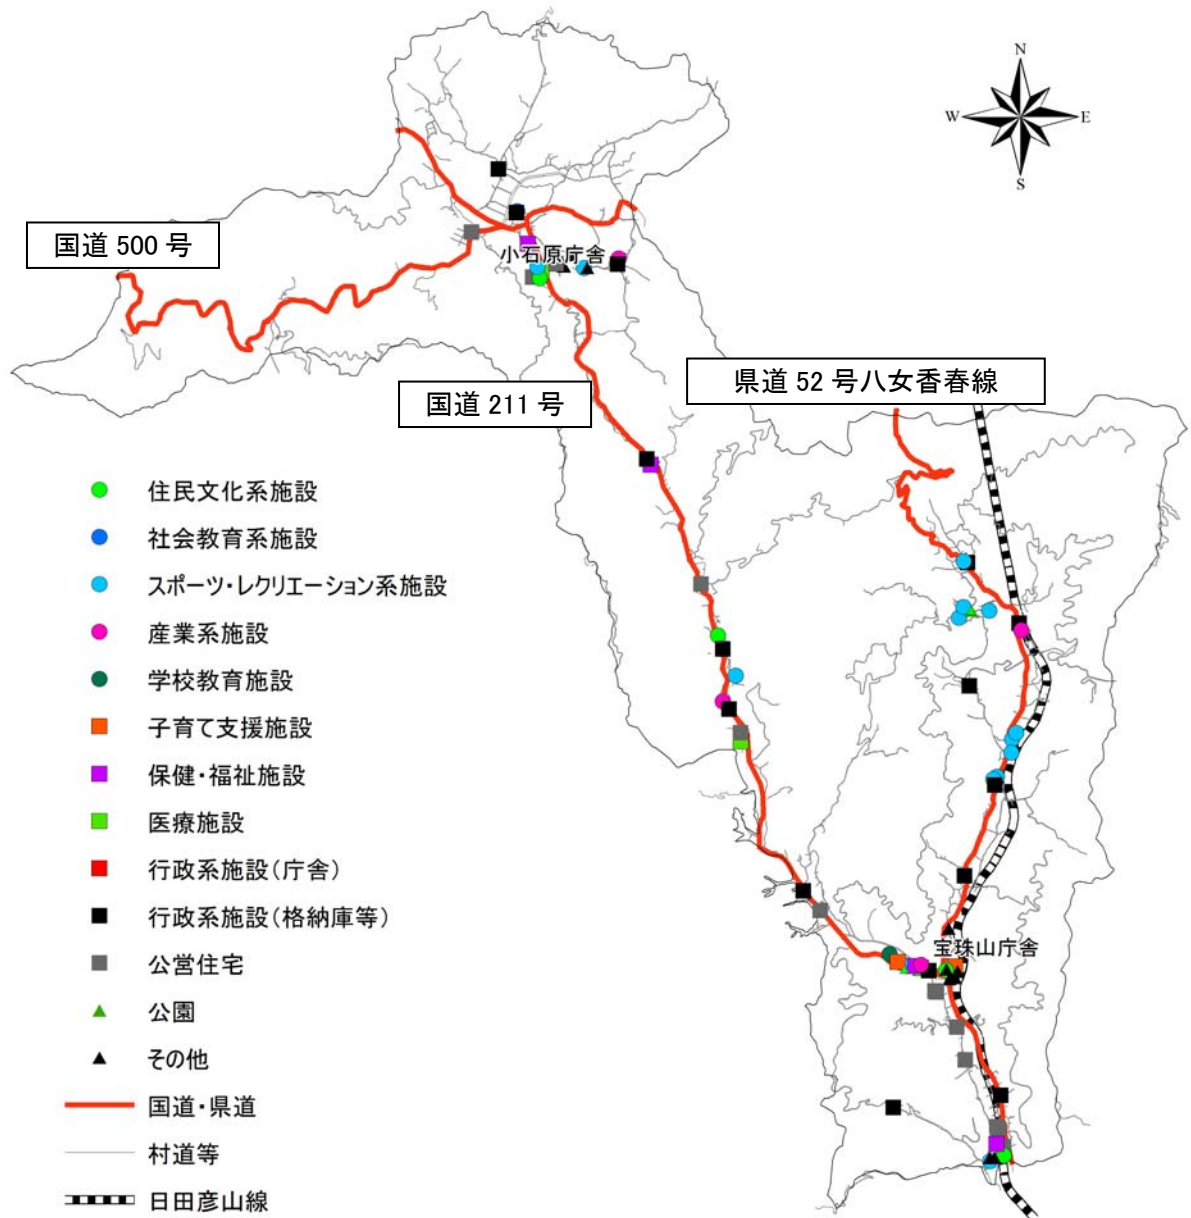 N
W
E
S
国道 500 号
小石原庁舎
国道 211 号
県道 52 号八女香春線
住民文化系施設
社会教育系施設
スポーツ・レクリエーション系施設
産業系施設
学校教育施設
子育て支援施設
保健・福祉施設
医療施設
行政系施設(庁舎)
行政系施設(格納庫等)
公営住宅
公園
その他
国道・県道
村道等
日田彦山線
宝珠山庁舎